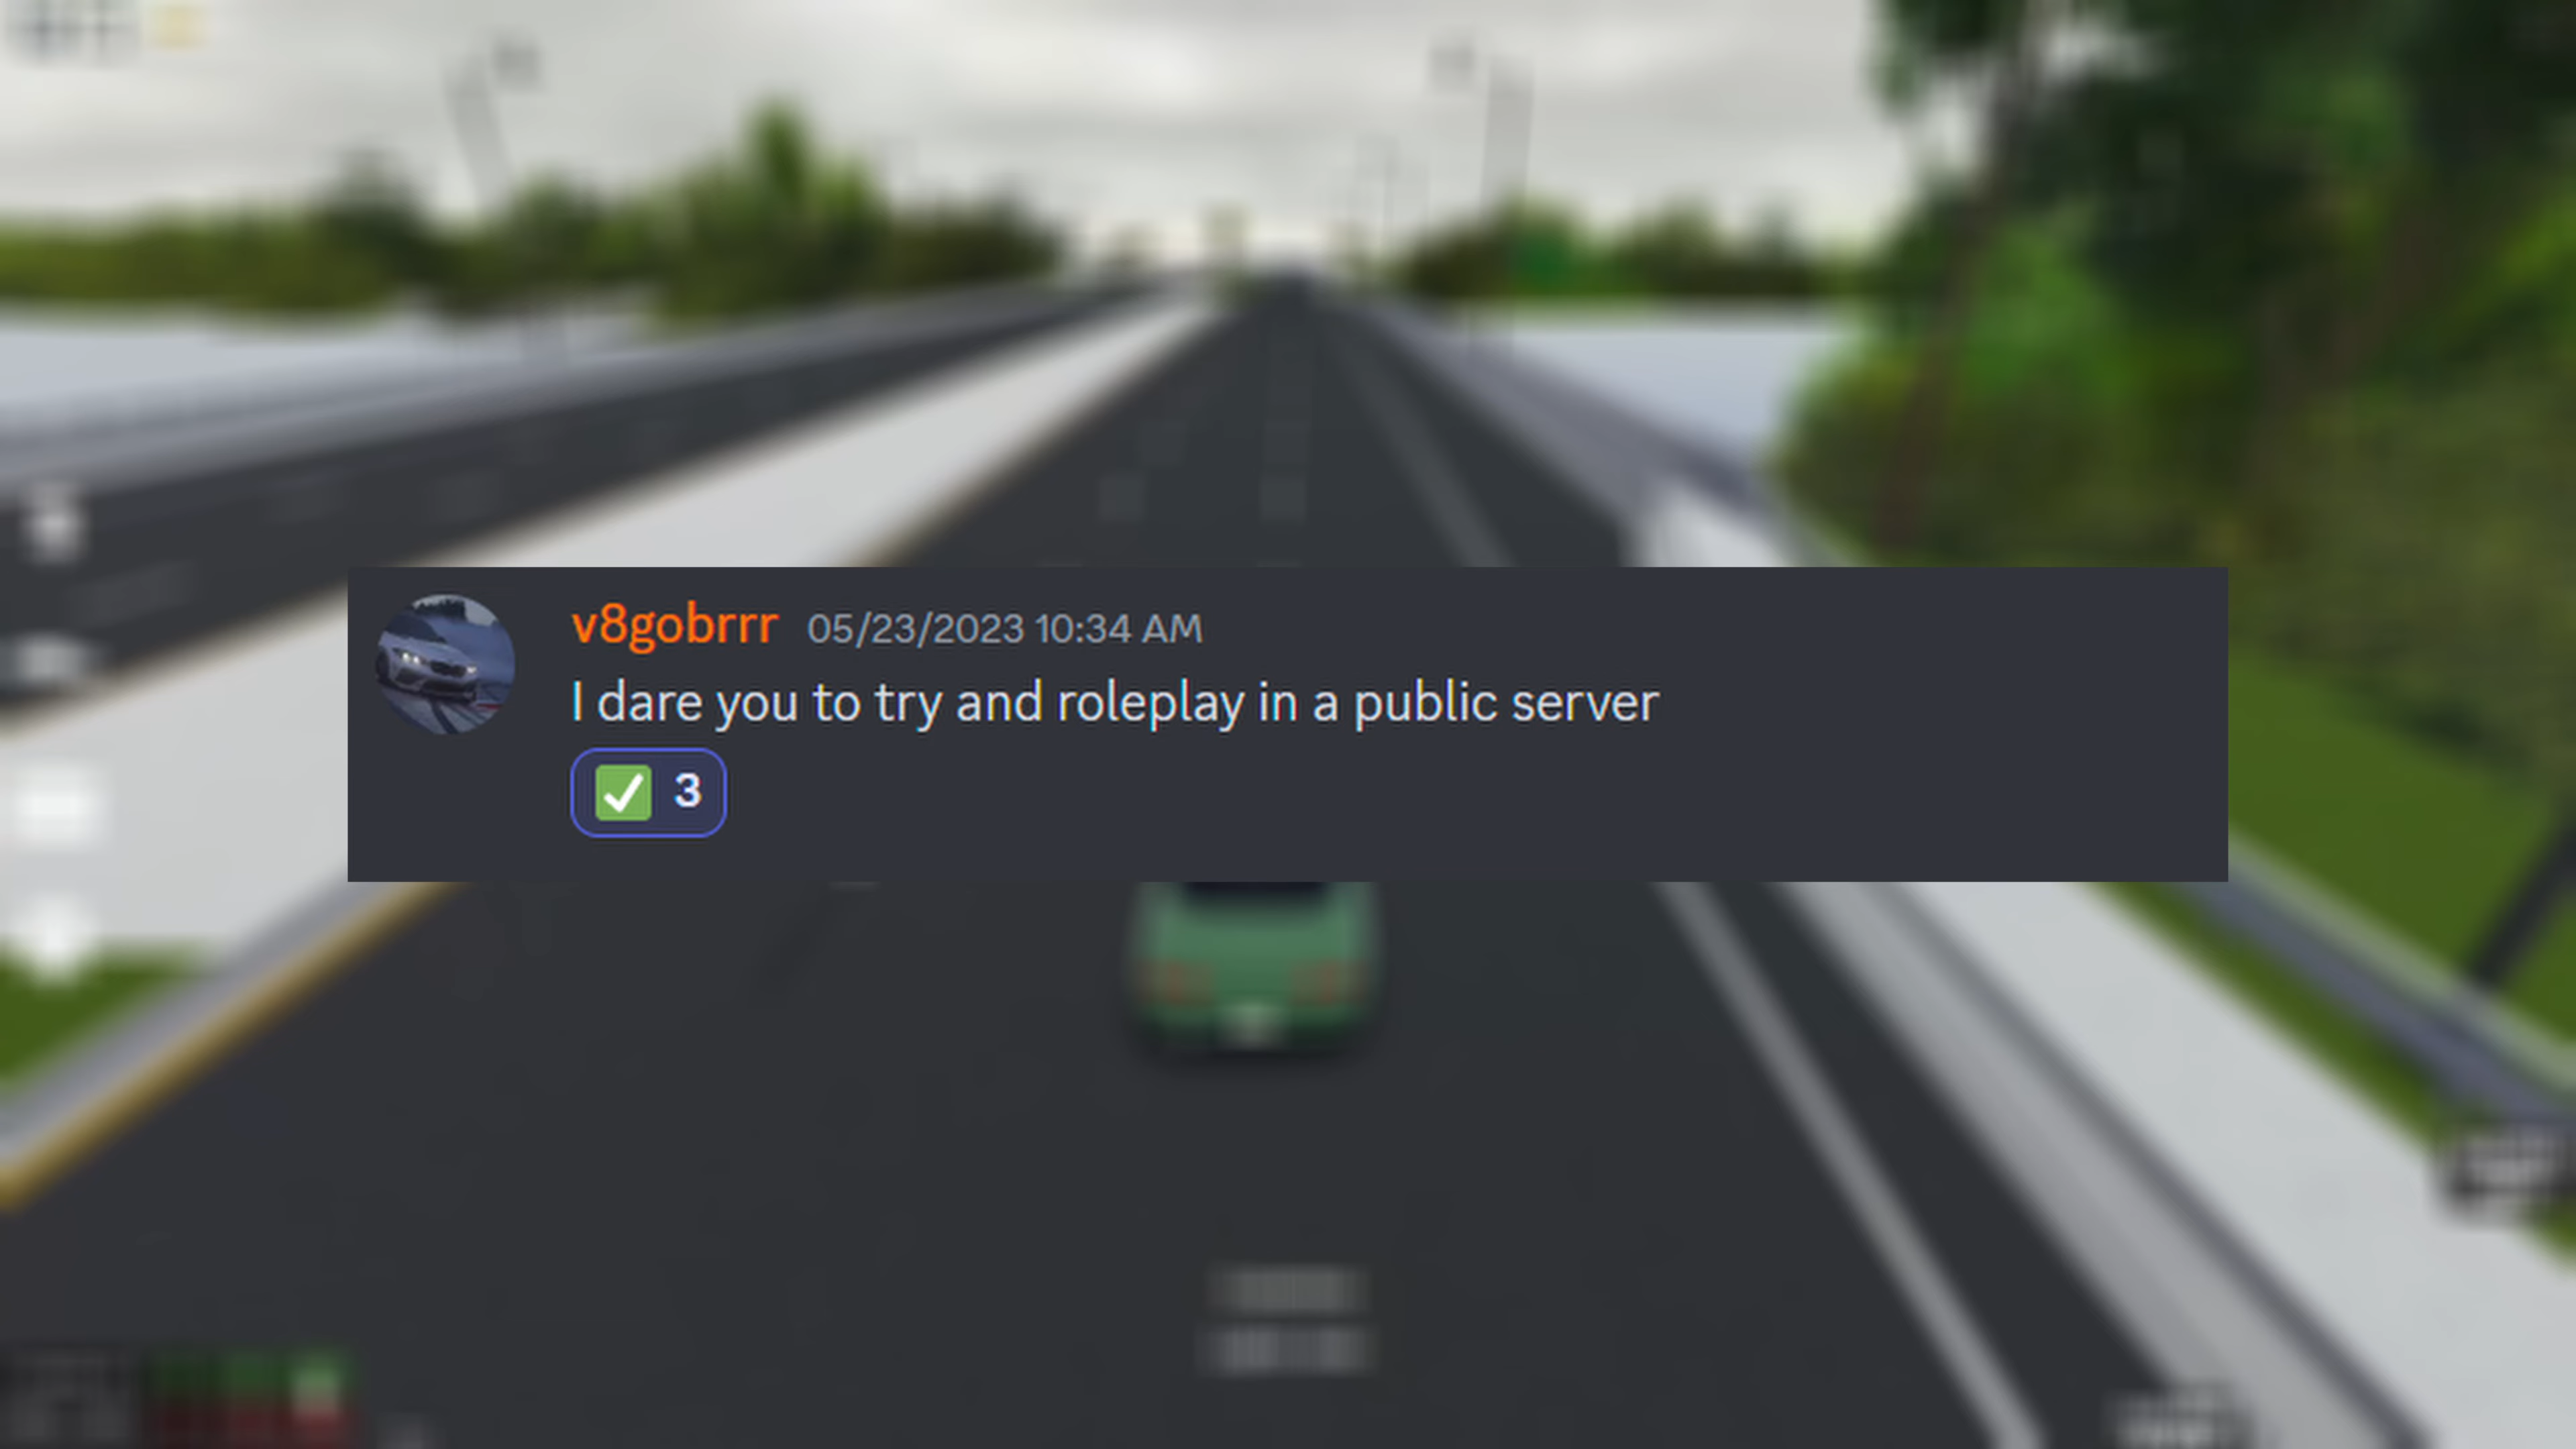 v8gobrrr 05/23/2023 10:34 AM
I dare you to try and roleplay in a public server
✅ 3